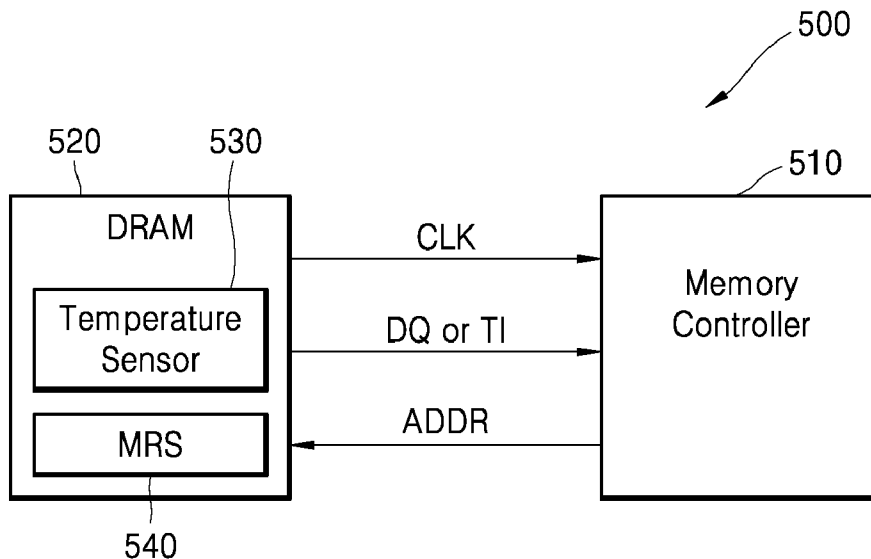 500
520
530
510
DRAM
CLK
Memory
Controller
Temperature
Sensor
DQ or TI
ADDR
MRS
540